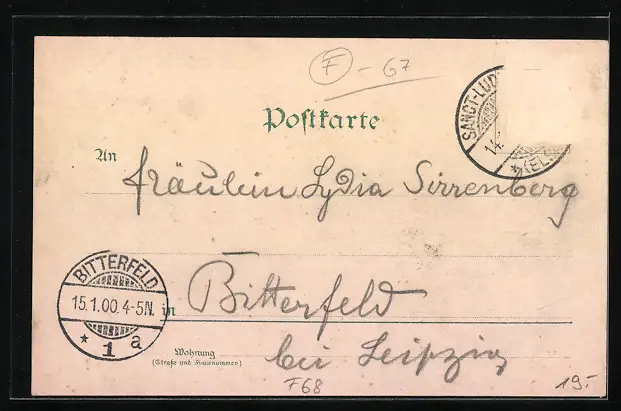 F - 67
Postkarte
SANCT-LUD
14.
*(EL
An
Fräulein Lydia Sirrenberg
BITTERFELD
15.1.00.4-5N.
* 1 a
in Bitterfeld
Wohnung
(Straße und Hausnummer)
bei Leipzig
F68
19.-